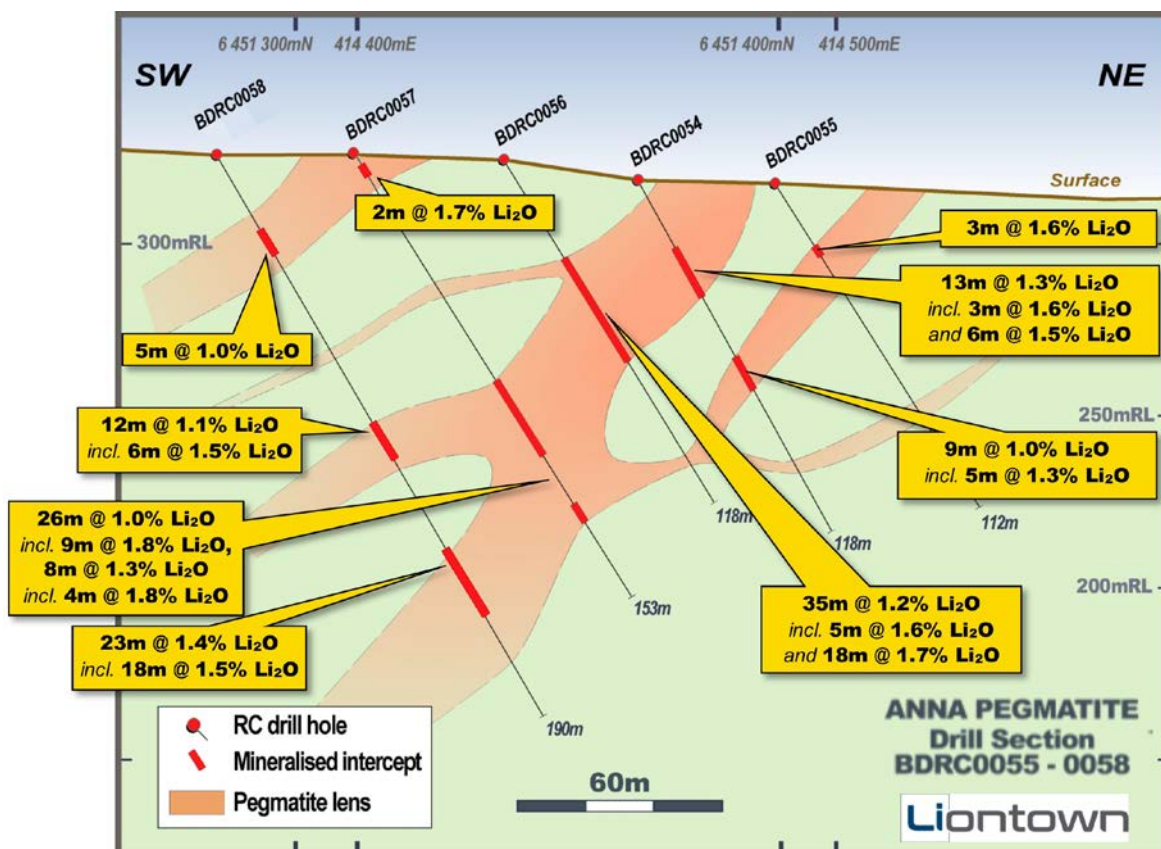 6 451 300mN
414 400mE
6 451 400mN
414 500mE
SW
NE
BDRC0058
BDRC0057
BDRC0056
BDRC0054
BDRC0055
Surface
2m @ 1.7% Li₂O
3m @ 1.6% Li₂O
300mRL
13m @ 1.3% Li₂O
incl. 3m @ 1.6% Li₂O
and 6m @ 1.5% Li₂O
5m @ 1.0% Li₂O
12m @ 1.1% Li₂O
incl. 6m @ 1.5% Li₂O
250mRL
9m @ 1.0% Li₂O
incl. 5m @ 1.3% Li₂O
26m @ 1.0% Li₂O
incl. 9m @ 1.8% Li₂O,
8m @ 1.3% Li₂O
incl. 4m @ 1.8% Li₂O
118m
118m
112m
200mRL
153m
35m @ 1.2% Li₂O
incl. 5m @ 1.6% Li₂O
and 18m @ 1.7% Li₂O
23m @ 1.4% Li₂O
incl. 18m @ 1.5% Li₂O
190m
RC drill hole
Mineralised intercept
Pegmatite lens
60m
ANNA PEGMATITE
Drill Section
BDRC0055 - 0058
Liontown